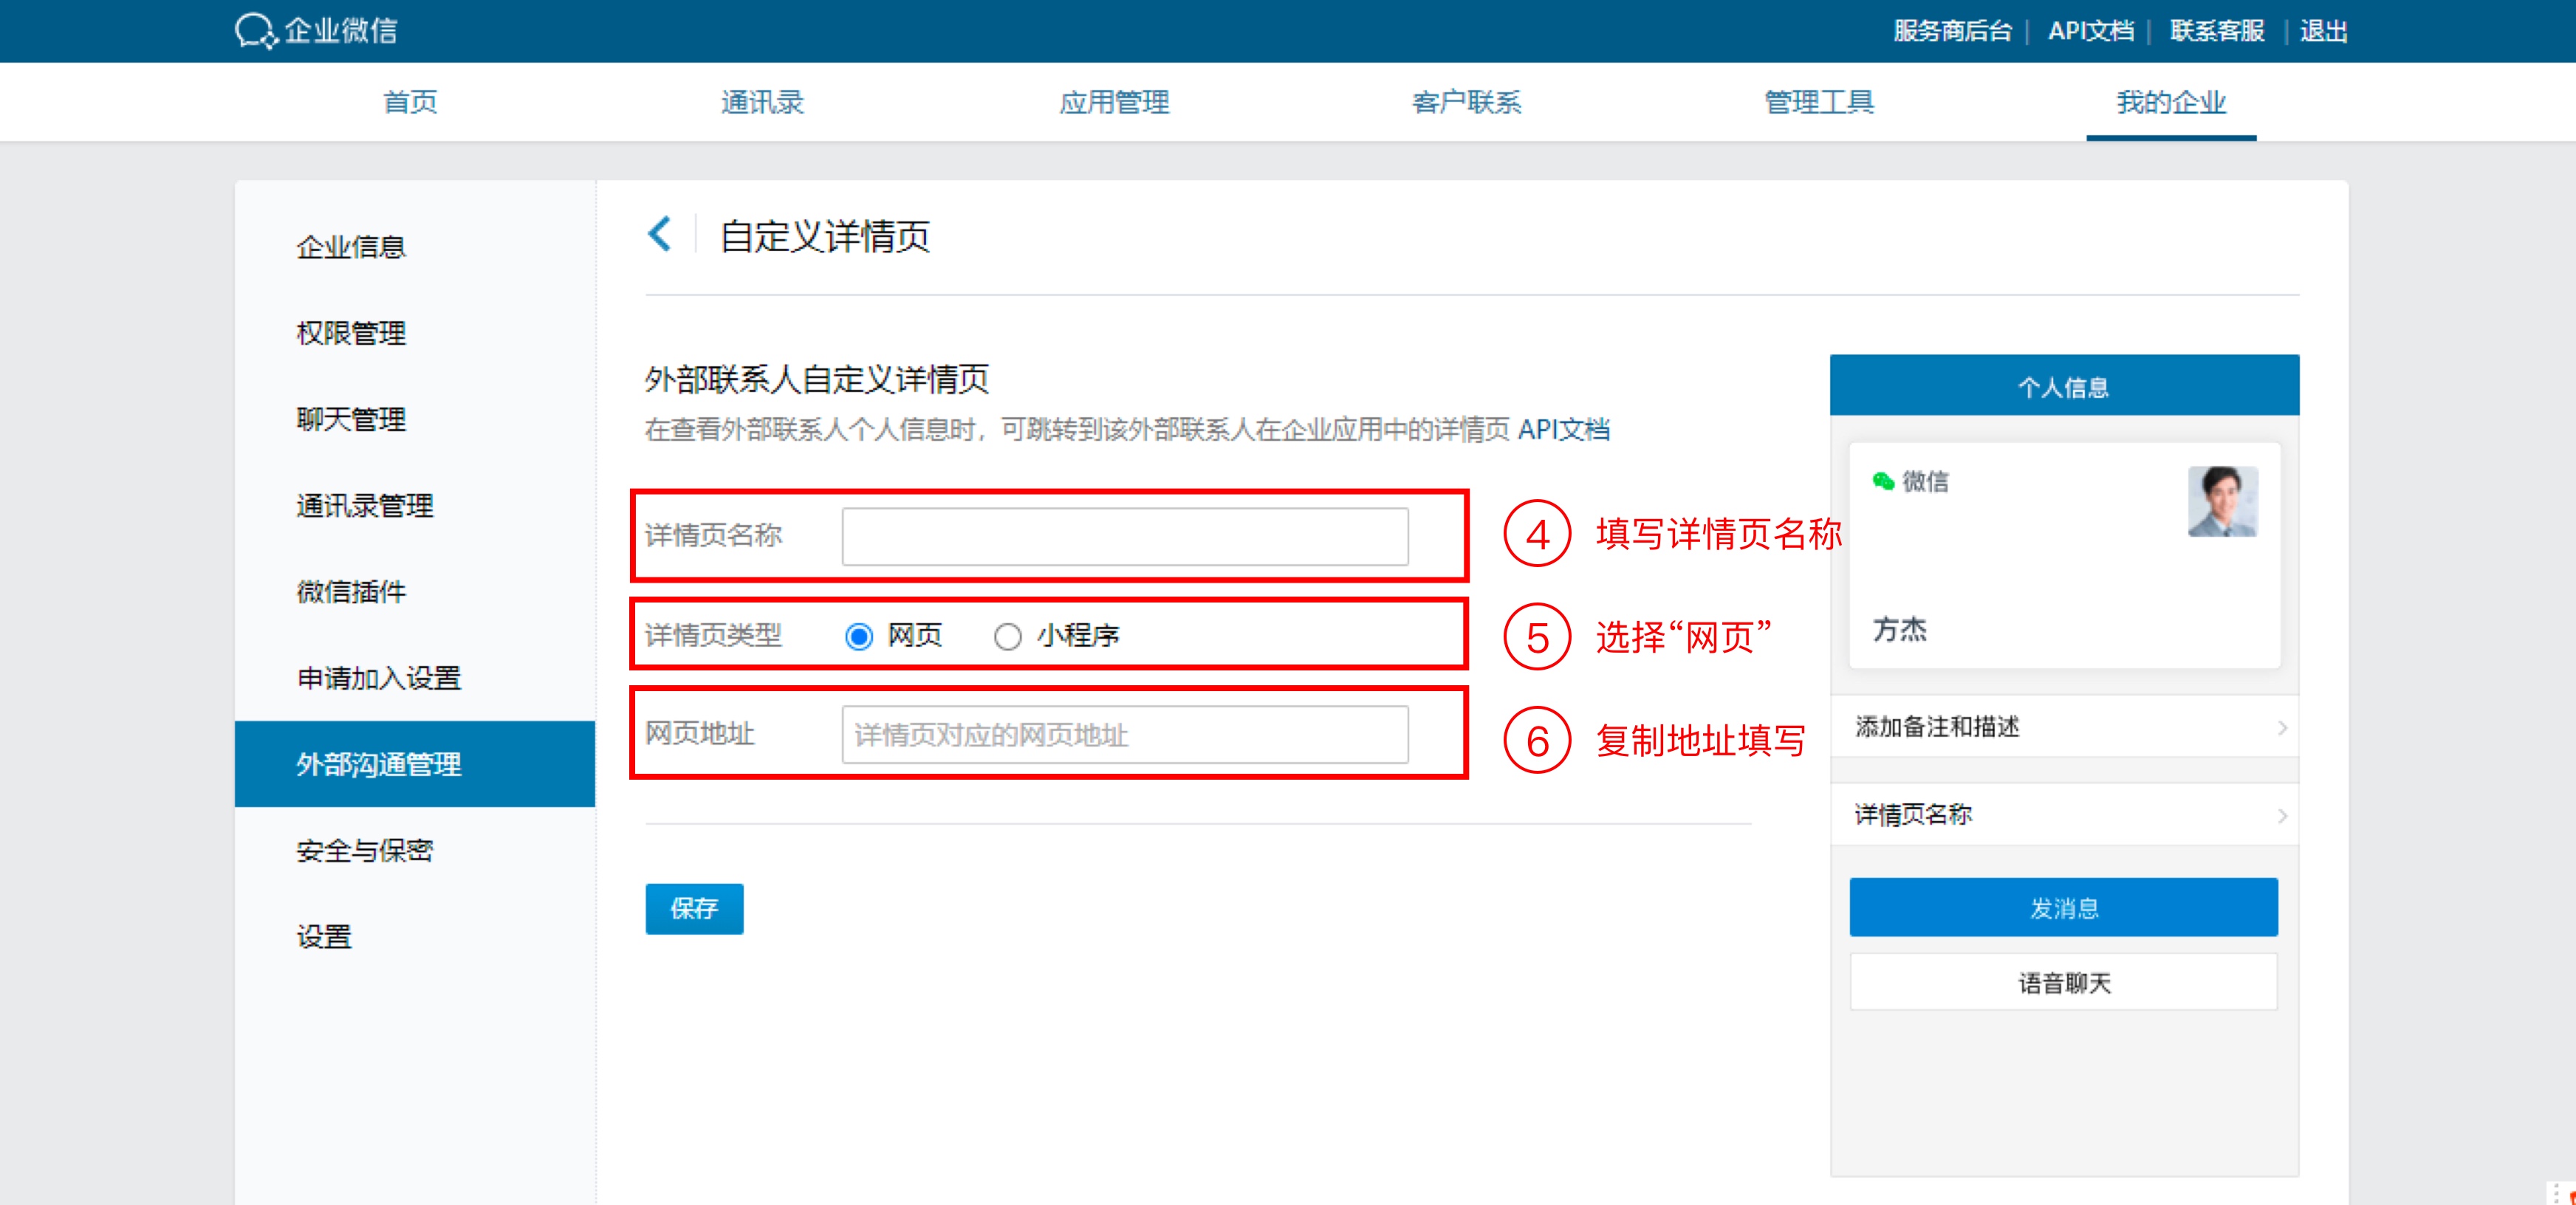 企业微信
服务商后台 | API文档 | 联系客服 | 退出
首页 通讯录 应用管理 客户联系 管理工具 我的企业
企业信息
权限管理
聊天管理
通讯录管理
微信插件
申请加入设置
外部沟通管理
安全与保密
设置
自定义详情页
外部联系人自定义详情页
在查看外部联系人个人信息时，可跳转到该外部联系人在企业应用中的详情页 API文档
详情页名称
④ 填写详情页名称
详情页类型 网页 小程序
⑤ 选择“网页”
网页地址 详情页对应的网页地址
⑥ 复制地址填写
保存
个人信息
微信
方杰
添加备注和描述
详情页名称
发消息
语音聊天